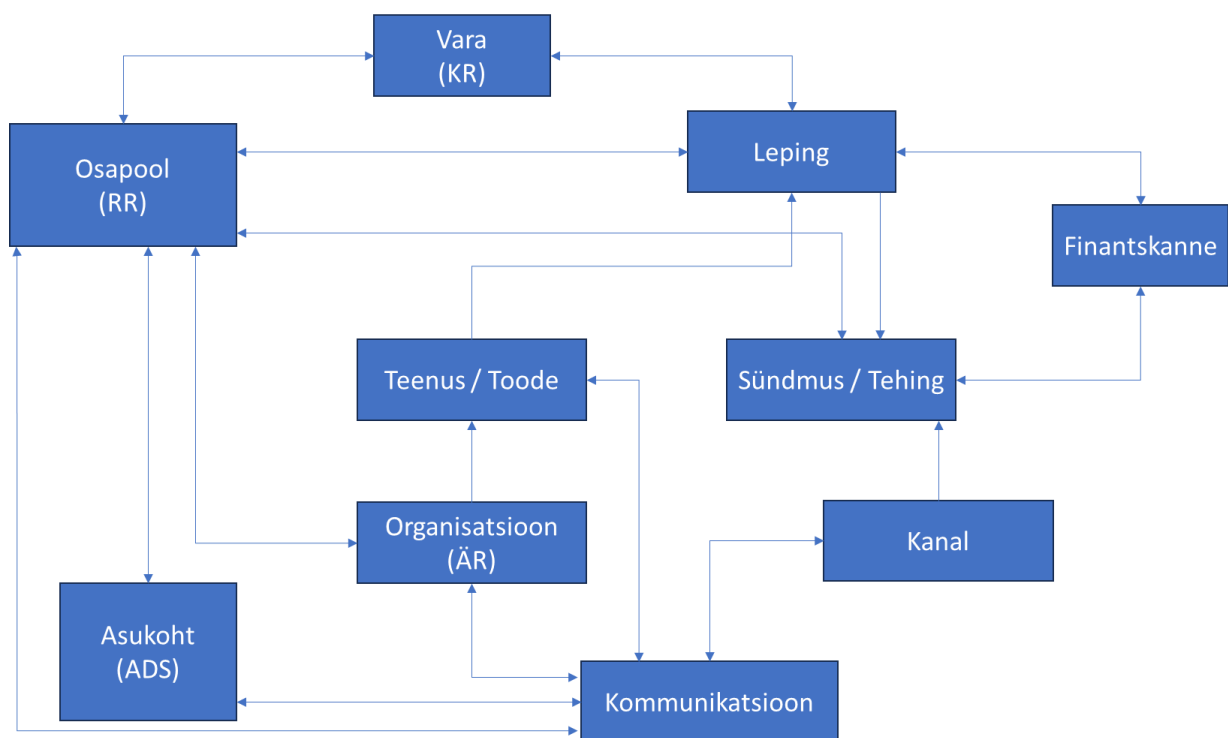 Vara
(KR)
Osapool
(RR)
Leping
Finantskanne
Teenus / Toode
Sündmus / Tehing
Organisatsioon
(ÄR)
Kanal
Asukoht
(ADS)
Kommunikatsioon